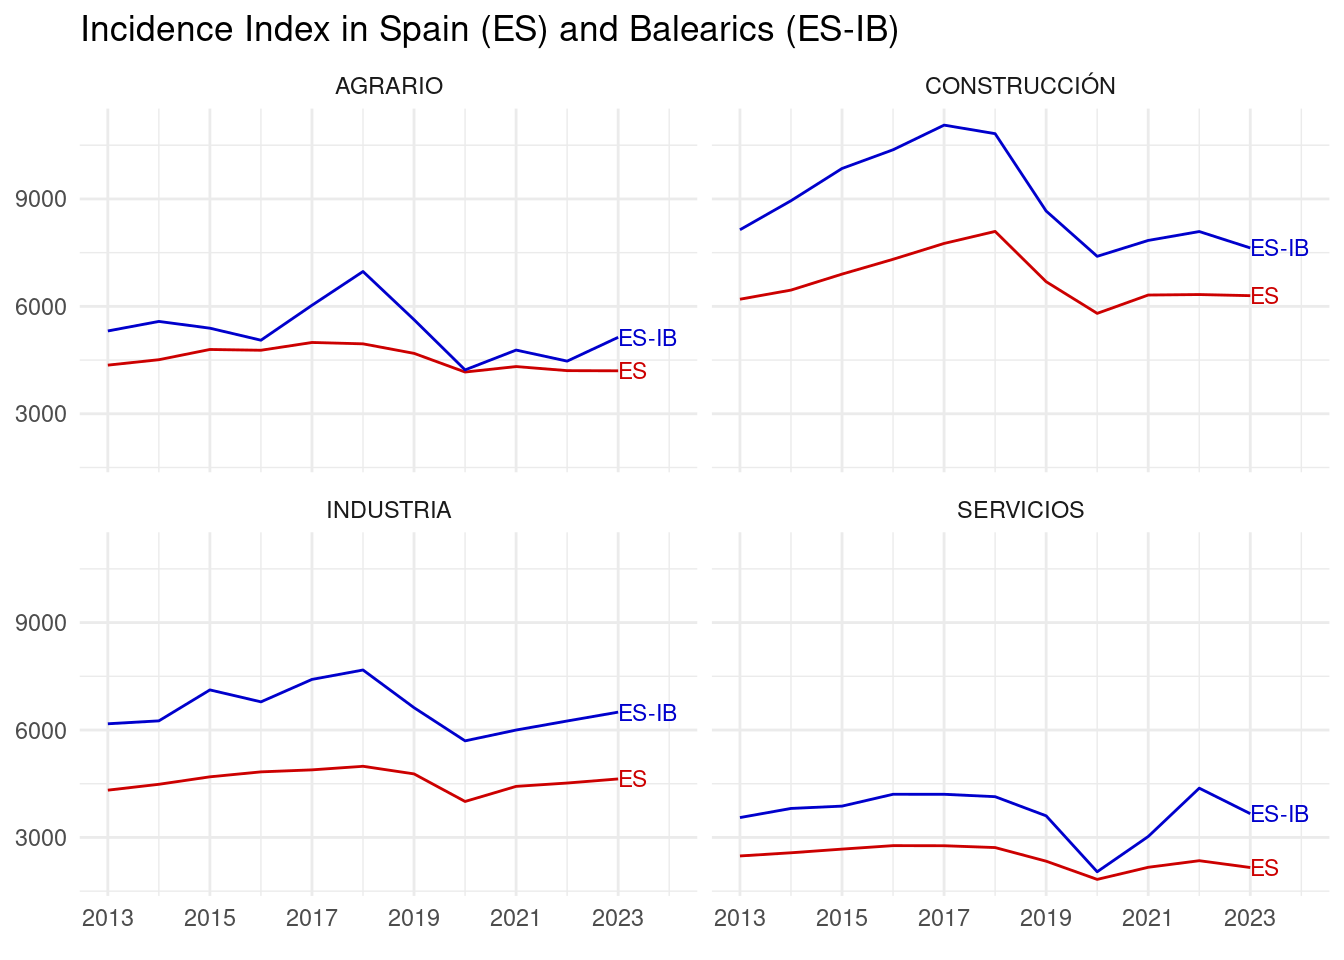 Incidence Index in Spain (ES) and Balearics (ES-IB)
AGRARIO
CONSTRUCCIÓN
9000
6000
3000
ES-IB
ES
ES-IB
ES
INDUSTRIA
SERVICIOS
9000
6000
3000
ES-IB
ES
ES-IB
ES
2013 2015 2017 2019 2021 2023
2013 2015 2017 2019 2021 2023